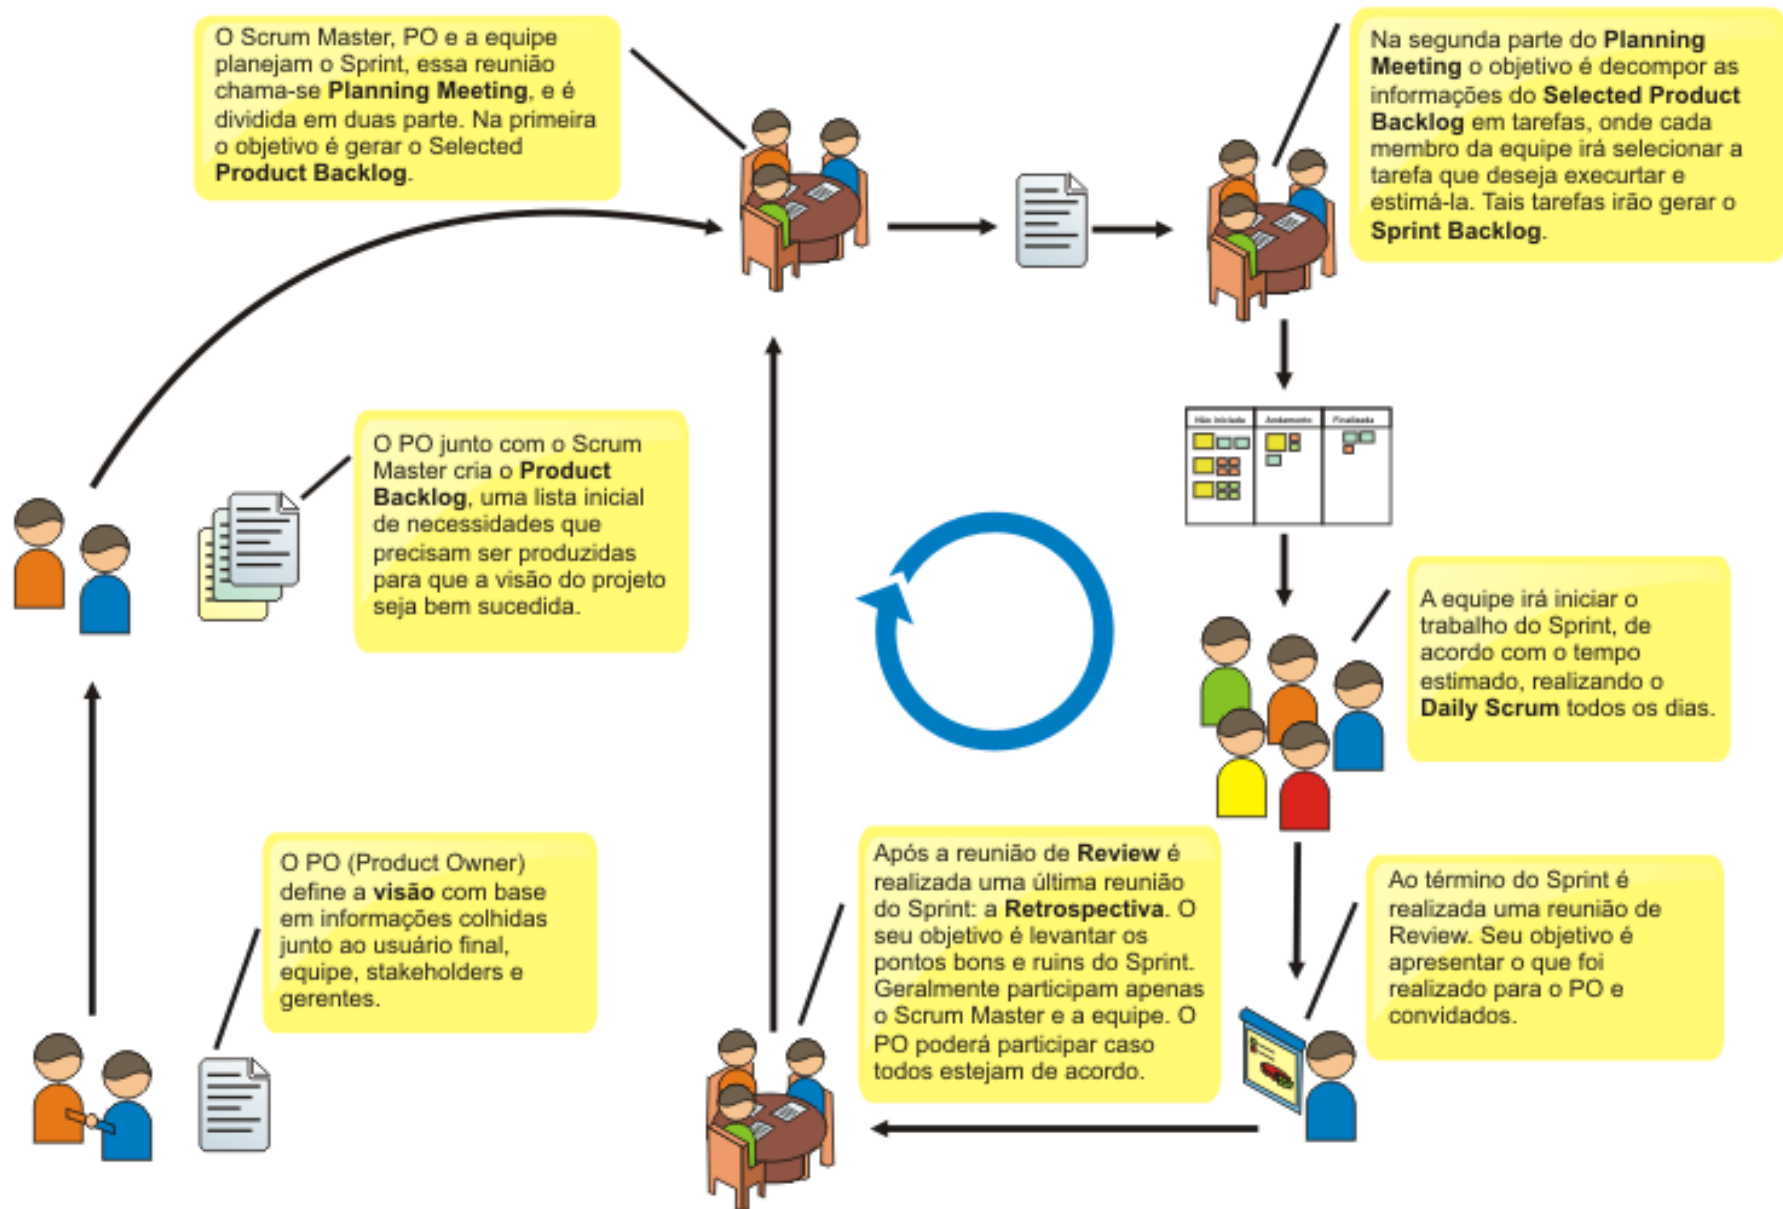 O Scrum Master, PO e a equipe
planejam o Sprint, essa reunião
chama-se Planning Meeting, e é
dividida em duas parte. Na primeira
o objetivo é gerar o Selected
Product Backlog.
Na segunda parte do Planning
Meeting o objetivo é decompor as
informações do Selected Product
Backlog em tarefas, onde cada
membro da equipe irá selecionar a
tarefa que deseja execurtar e
estimá-la. Tais tarefas irão gerar o
Sprint Backlog.
Não iniciada
Andamento
Finalizada
O PO junto com o Scrum
Master cria o Product
Backlog, uma lista inicial
de necessidades que
precisam ser produzidas
para que a visão do projeto
seja bem sucedida.
A equipe irá iniciar o
trabalho do Sprint, de
acordo com o tempo
estimado, realizando o
Daily Scrum todos os dias.
O PO (Product Owner)
define a visão com base
em informações colhidas
junto ao usuário final,
equipe, stakeholders e
gerentes.
Após a reunião de Review é
realizada uma última reunião
do Sprint: a Retrospectiva. O
seu objetivo é levantar os
pontos bons e ruins do Sprint.
Geralmente participam apenas
o Scrum Master e a equipe. O
PO poderá participar caso
todos estejam de acordo.
Ao término do Sprint é
realizada uma reunião de
Review. Seu objetivo é
apresentar o que foi
realizado para o PO e
convidados.